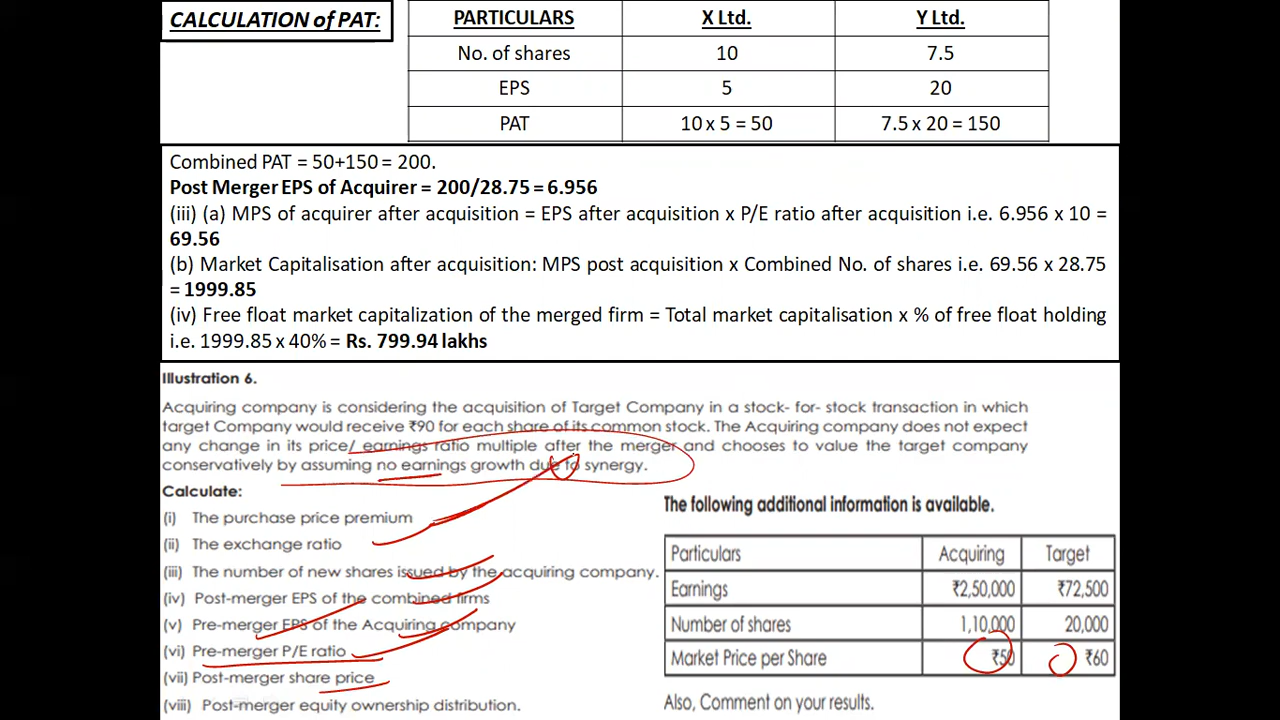 CALCULATION of PAT:
PARTICULARS X Ltd. Y Ltd.
No. of shares 10 7.5
EPS 5 20
PAT 10 x 5 = 50 7.5 x 20 = 150
Combined PAT = 50+150 = 200.
Post Merger EPS of Acquirer = 200/28.75 = 6.956
(iii) (a) MPS of acquirer after acquisition = EPS after acquisition x P/E ratio after acquisition i.e. 6.956 x 10 =
69.56
(b) Market Capitalisation after acquisition: MPS post acquisition x Combined No. of shares i.e. 69.56 x 28.75
= 1999.85
(iv) Free float market capitalization of the merged firm = Total market capitalisation x % of free float holding
i.e. 1999.85 x 40% = Rs. 799.94 lakhs
Illustration 6.
Acquiring company is considering the acquisition of Target Company in a stock- for- stock transaction in which
target Company would receive ₹90 for each share of its common stock. The Acquiring company does not expect
any change in its price/ earnings ratio multiple after the merger and chooses to value the target company
conservatively by assuming no earnings growth due to synergy.
Calculate:
(i) The purchase price premium
(ii) The exchange ratio
(iii) The number of new shares issued by the acquiring company.
(iv) Post-merger EPS of the combined firms
(v) Pre-merger EPS of the Acquiring company
(vi) Pre-merger P/E ratio
(vii) Post-merger share price
(viii) Post-merger equity ownership distribution.
The following additional information is available.
Particulars Acquiring Target
Earnings ₹2,50,000 ₹72,500
Number of shares 1,10,000 20,000
Market Price per Share ₹50 ₹60
Also, Comment on your results.